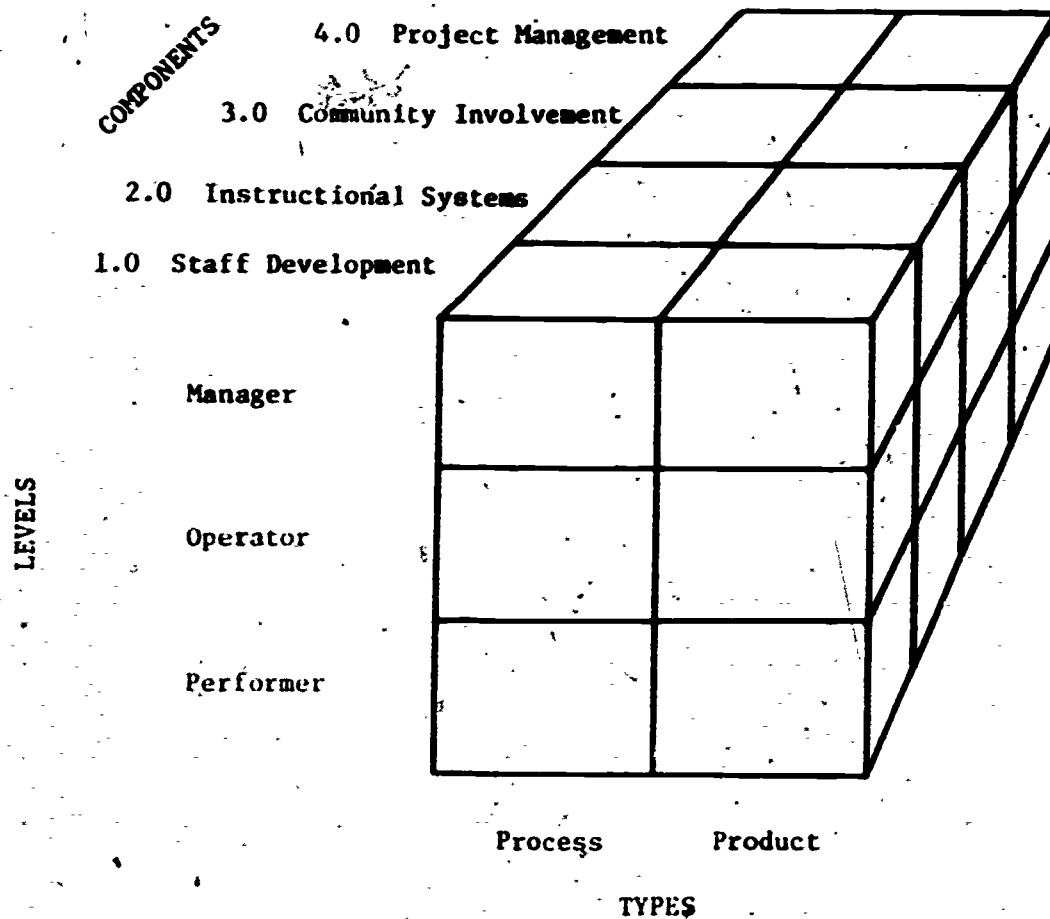 COMPONENTS
4.0 Project Management
3.0 Community Involvement
2.0 Instructional Systems
1.0 Staff Development
LEVELS
Manager
Operator
Performer
Process Product
TYPES